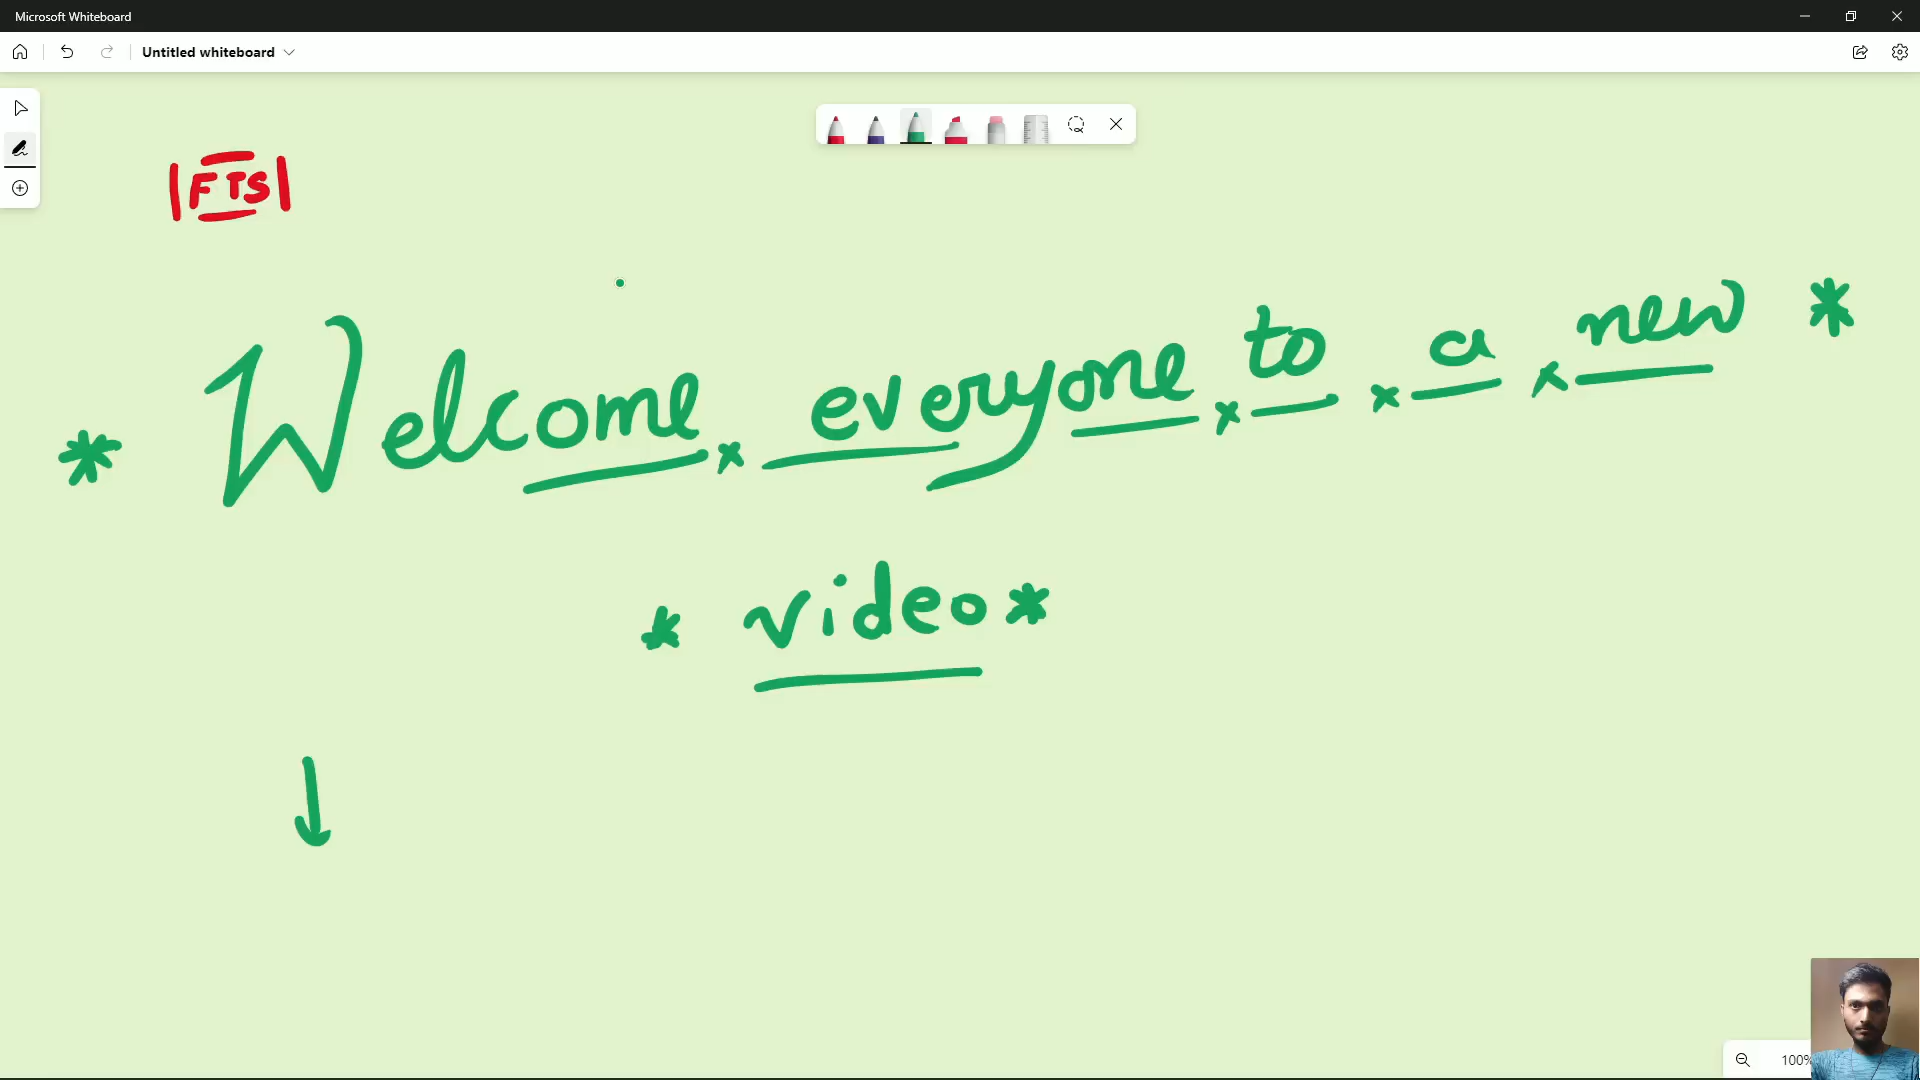 Microsoft Whiteboard
Untitled whiteboard
|FTS|
* Welcome x everyone x to x a x new *
* video *
100%